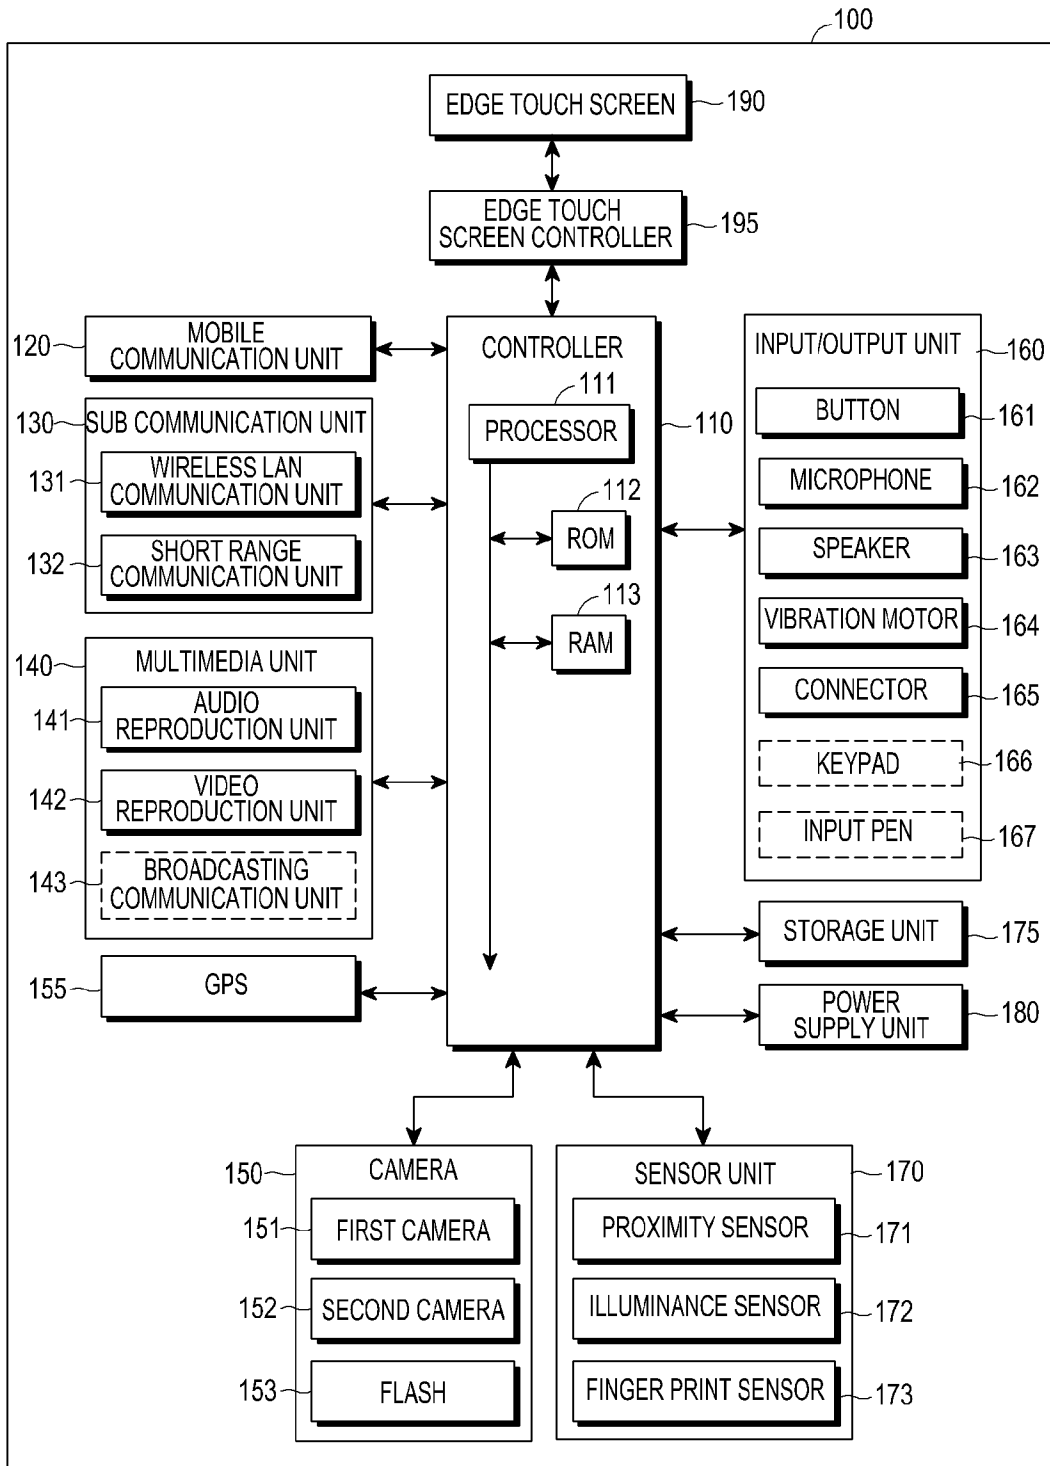 100
EDGE TOUCH SCREEN
190
EDGE TOUCH
SCREEN CONTROLLER
195
MOBILE
COMMUNICATION UNIT
120
SUB COMMUNICATION UNIT
130
WIRELESS LAN
COMMUNICATION UNIT
131
SHORT RANGE
COMMUNICATION UNIT
132
MULTIMEDIA UNIT
140
AUDIO
REPRODUCTION UNIT
141
VIDEO
REPRODUCTION UNIT
142
BROADCASTING
COMMUNICATION UNIT
143
GPS
155
CONTROLLER
110
111
PROCESSOR
112
ROM
113
RAM
INPUT/OUTPUT UNIT
160
BUTTON
161
MICROPHONE
162
SPEAKER
163
VIBRATION MOTOR
164
CONNECTOR
165
KEYPAD
166
INPUT PEN
167
STORAGE UNIT
175
POWER
SUPPLY UNIT
180
CAMERA
150
FIRST CAMERA
151
SECOND CAMERA
152
FLASH
153
SENSOR UNIT
170
PROXIMITY SENSOR
171
ILLUMINANCE SENSOR
172
FINGER PRINT SENSOR
173